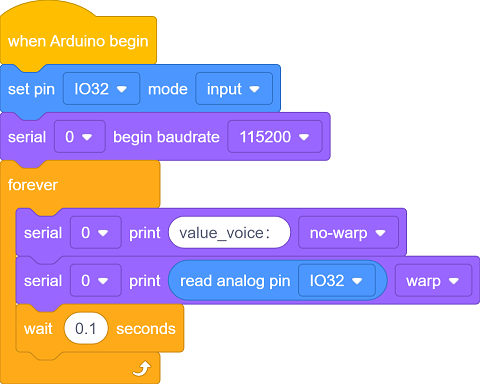 when Arduino begin
set pin IO32 mode input
serial 0 begin baudrate 115200
forever
serial 0 print value_voice: no-warp
serial 0 print read analog pin IO32 warp
wait 0.1 seconds